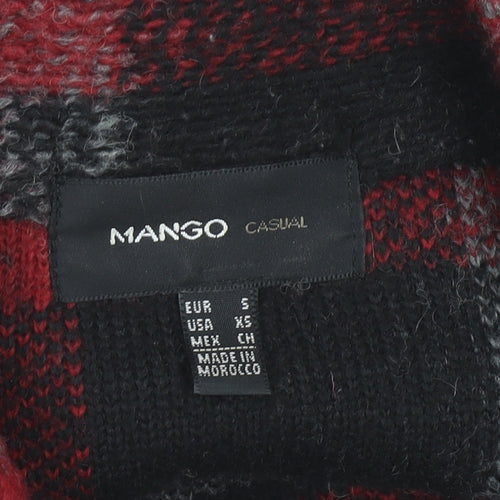 MANGO CASUAL
EUR S
USA XS
MEX CH
MADE IN
MOROCCO